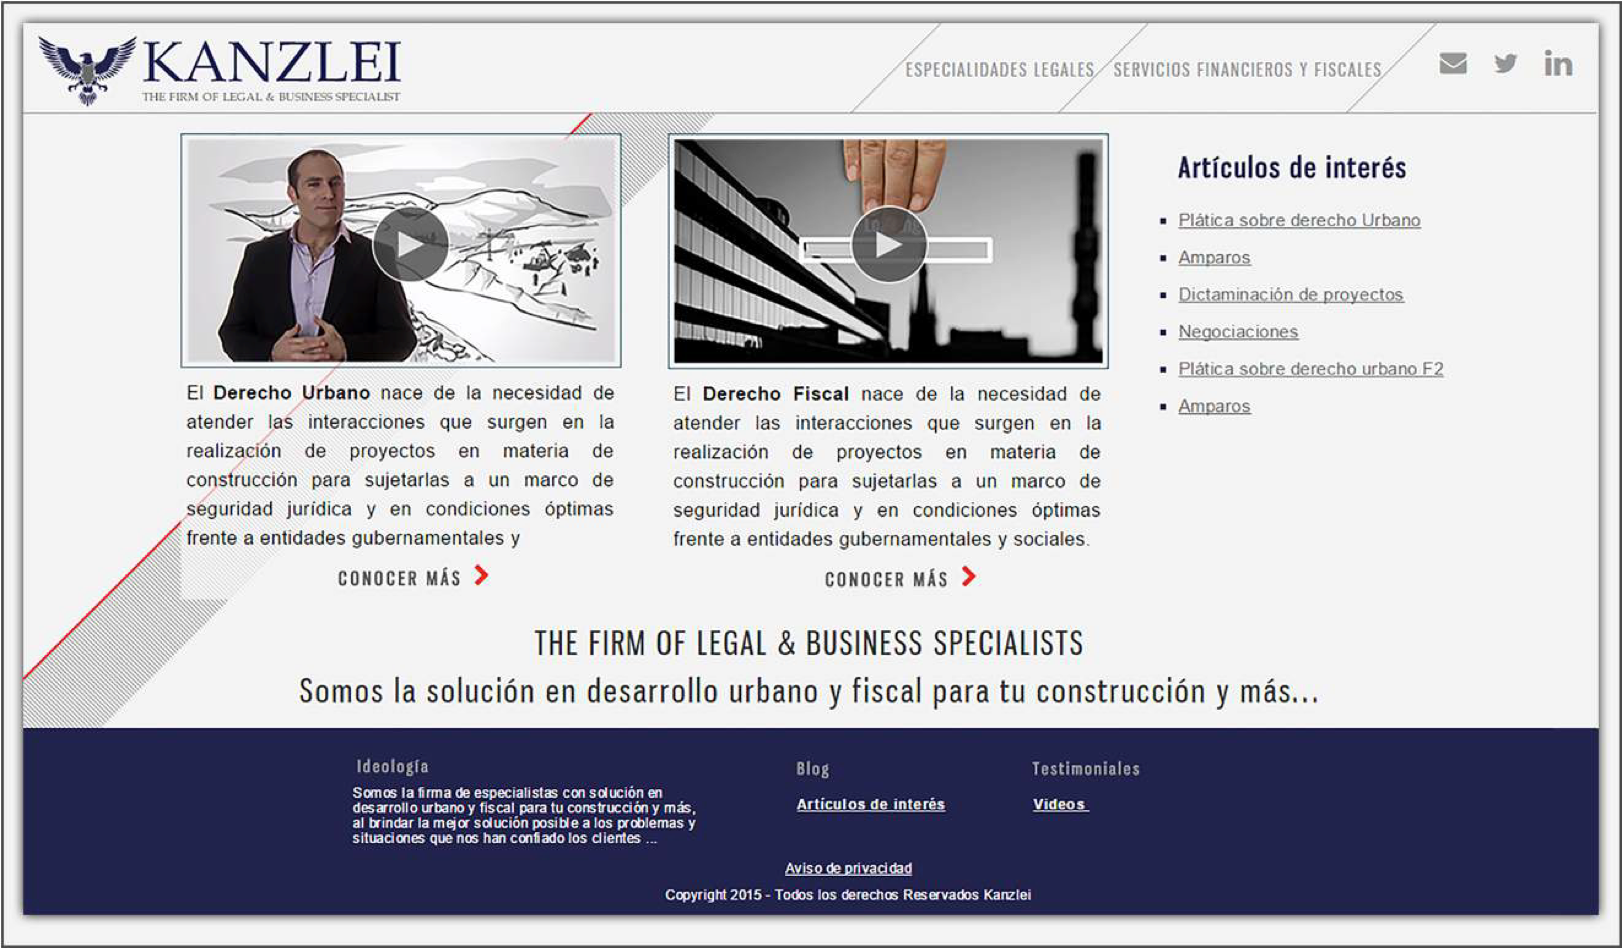 KANZLEI
THE FIRM OF LEGAL & BUSINESS SPECIALIST
ESPECIALIDADES LEGALES
SERVICIOS FINANCIEROS Y FISCALES
El Derecho Urbano nace de la necesidad de
atender las interacciones que surgen en la
realización de proyectos en materia de
construcción para sujetarlas a un marco de
seguridad jurídica y en condiciones óptimas
frente a entidades gubernamentales y
CONOCER MÁS
El Derecho Fiscal nace de la necesidad de
atender las interacciones que surgen en la
realización de proyectos en materia de
construcción para sujetarlas a un marco de
seguridad jurídica y en condiciones óptimas
frente a entidades gubernamentales y sociales.
CONOCER MÁS
Artículos de interés
Plática sobre derecho Urbano
Amparos
Dictaminación de proyectos
Negociaciones
Plática sobre derecho urbano F2
Amparos
THE FIRM OF LEGAL & BUSINESS SPECIALISTS
Somos la solución en desarrollo urbano y fiscal para tu construcción y más...
Ideología
Somos la firma de especialistas con solución en
desarrollo urbano y fiscal para tu construcción y más,
al brindar la mejor solución posible a los problemas y
situaciones que nos han confiado los clientes ...
Blog
Artículos de interés
Testimoniales
Videos
Aviso de privacidad
Copyright 2015 - Todos los derechos Reservados Kanzlei